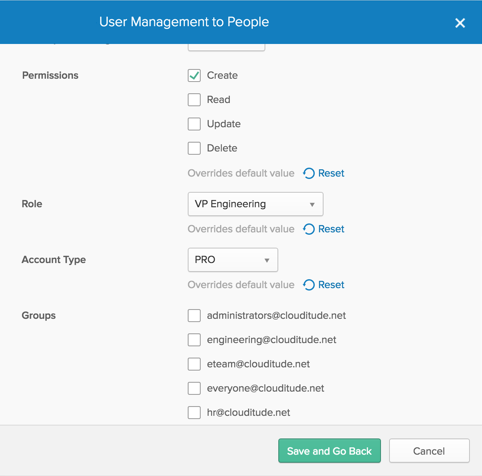 User Management to People
Permissions
Create
Read
Update
Delete
Overrides default value Reset
Role
VP Engineering
Overrides default value Reset
Account Type
PRO
Overrides default value Reset
Groups
administrators@clouditude.net
engineering@clouditude.net
eteam@clouditude.net
everyone@clouditude.net
hr@clouditude.net
Save and Go Back
Cancel